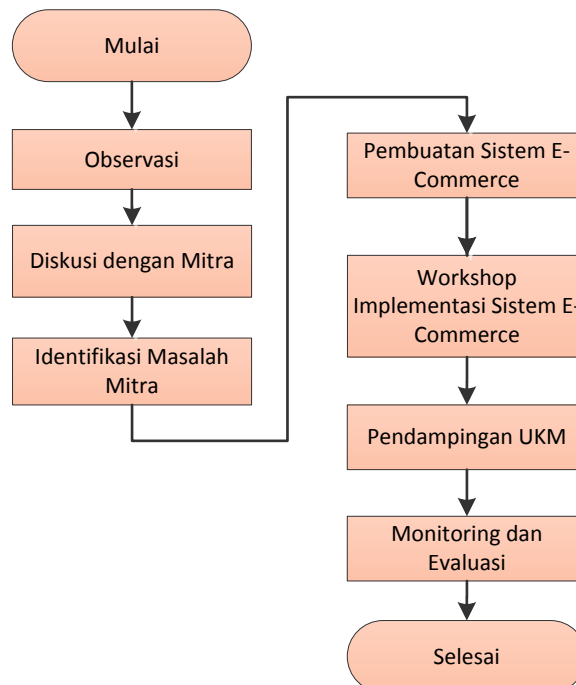 Mulai
Observasi
Diskusi dengan Mitra
Identifikasi Masalah
Mitra
Pembuatan Sistem E-
Commerce
Workshop
Implementasi Sistem E-
Commerce
Pendampingan UKM
Monitoring dan
Evaluasi
Selesai